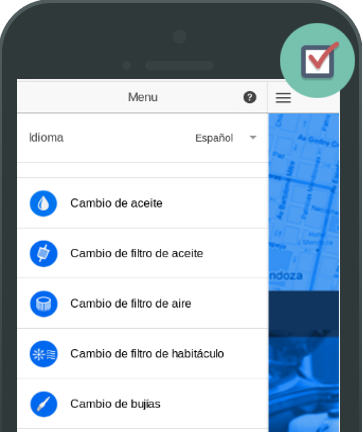 Menu
Idioma
Español
Cambio de aceite
Cambio de filtro de aceite
Cambio de filtro de aire
Cambio de filtro de habitáculo
Cambio de bujías
ndoza